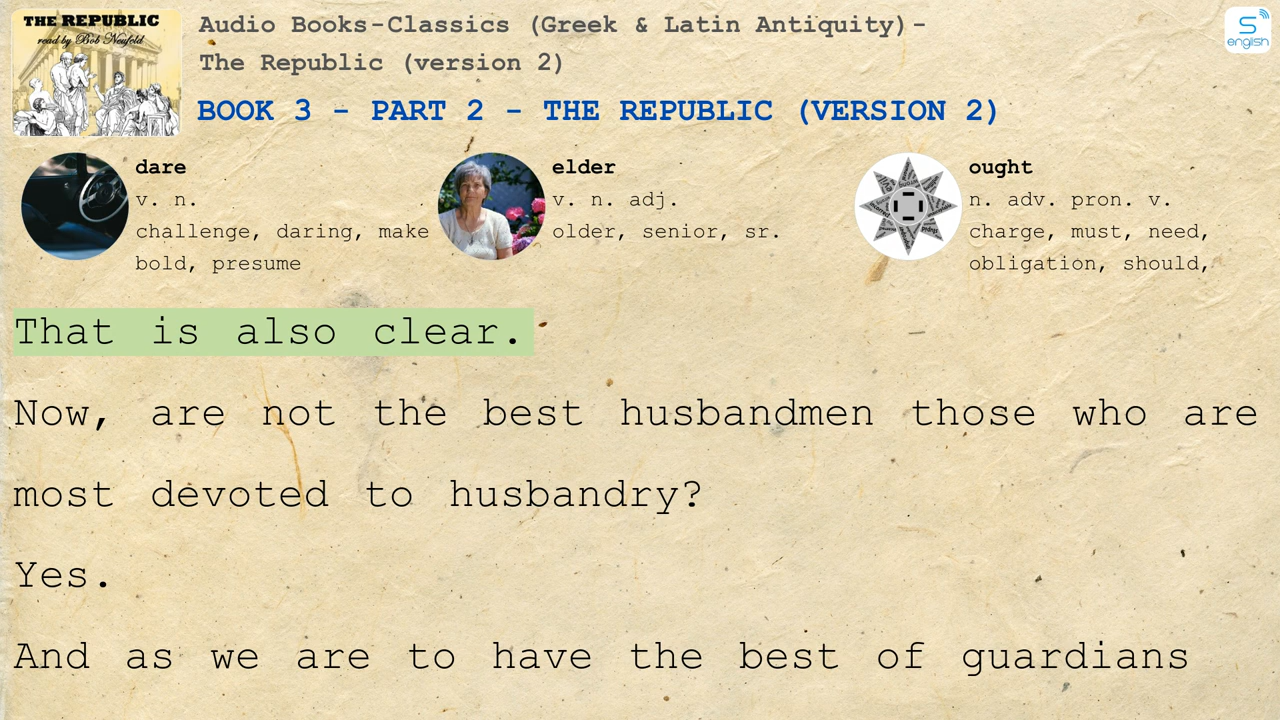 THE REPUBLIC
read by Bob Neufeld
Audio Books-Classics (Greek & Latin Antiquity)-
The Republic (version 2)
BOOK 3 - PART 2 - THE REPUBLIC (VERSION 2)
S
english
dare
v. n.
challenge, daring, make
bold, presume
elder
v. n. adj.
older, senior, sr.
ought
n. adv. pron. v.
charge, must, need,
obligation, should,
That is also clear.
Now, are not the best husbandmen those who are
most devoted to husbandry?
Yes.
And as we are to have the best of guardians